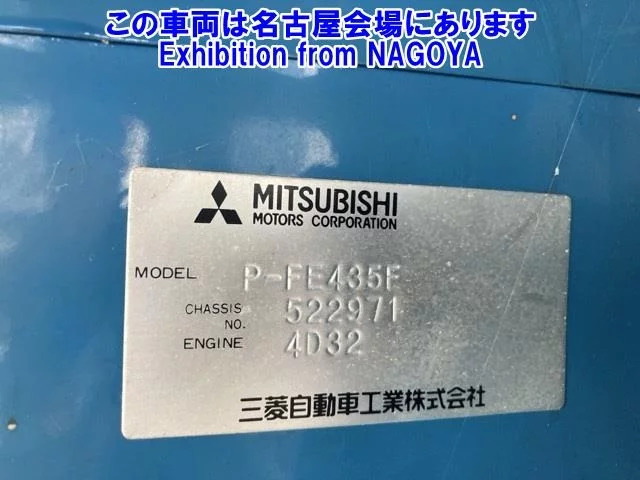 この車両は名古屋会場にあります
Exhibition from NAGOYA
MITSUBISHI
MOTORS CORPORATION
MODEL P-FE435F
CHASSIS NO. 522971
ENGINE 4D32
三菱自動車工業株式会社